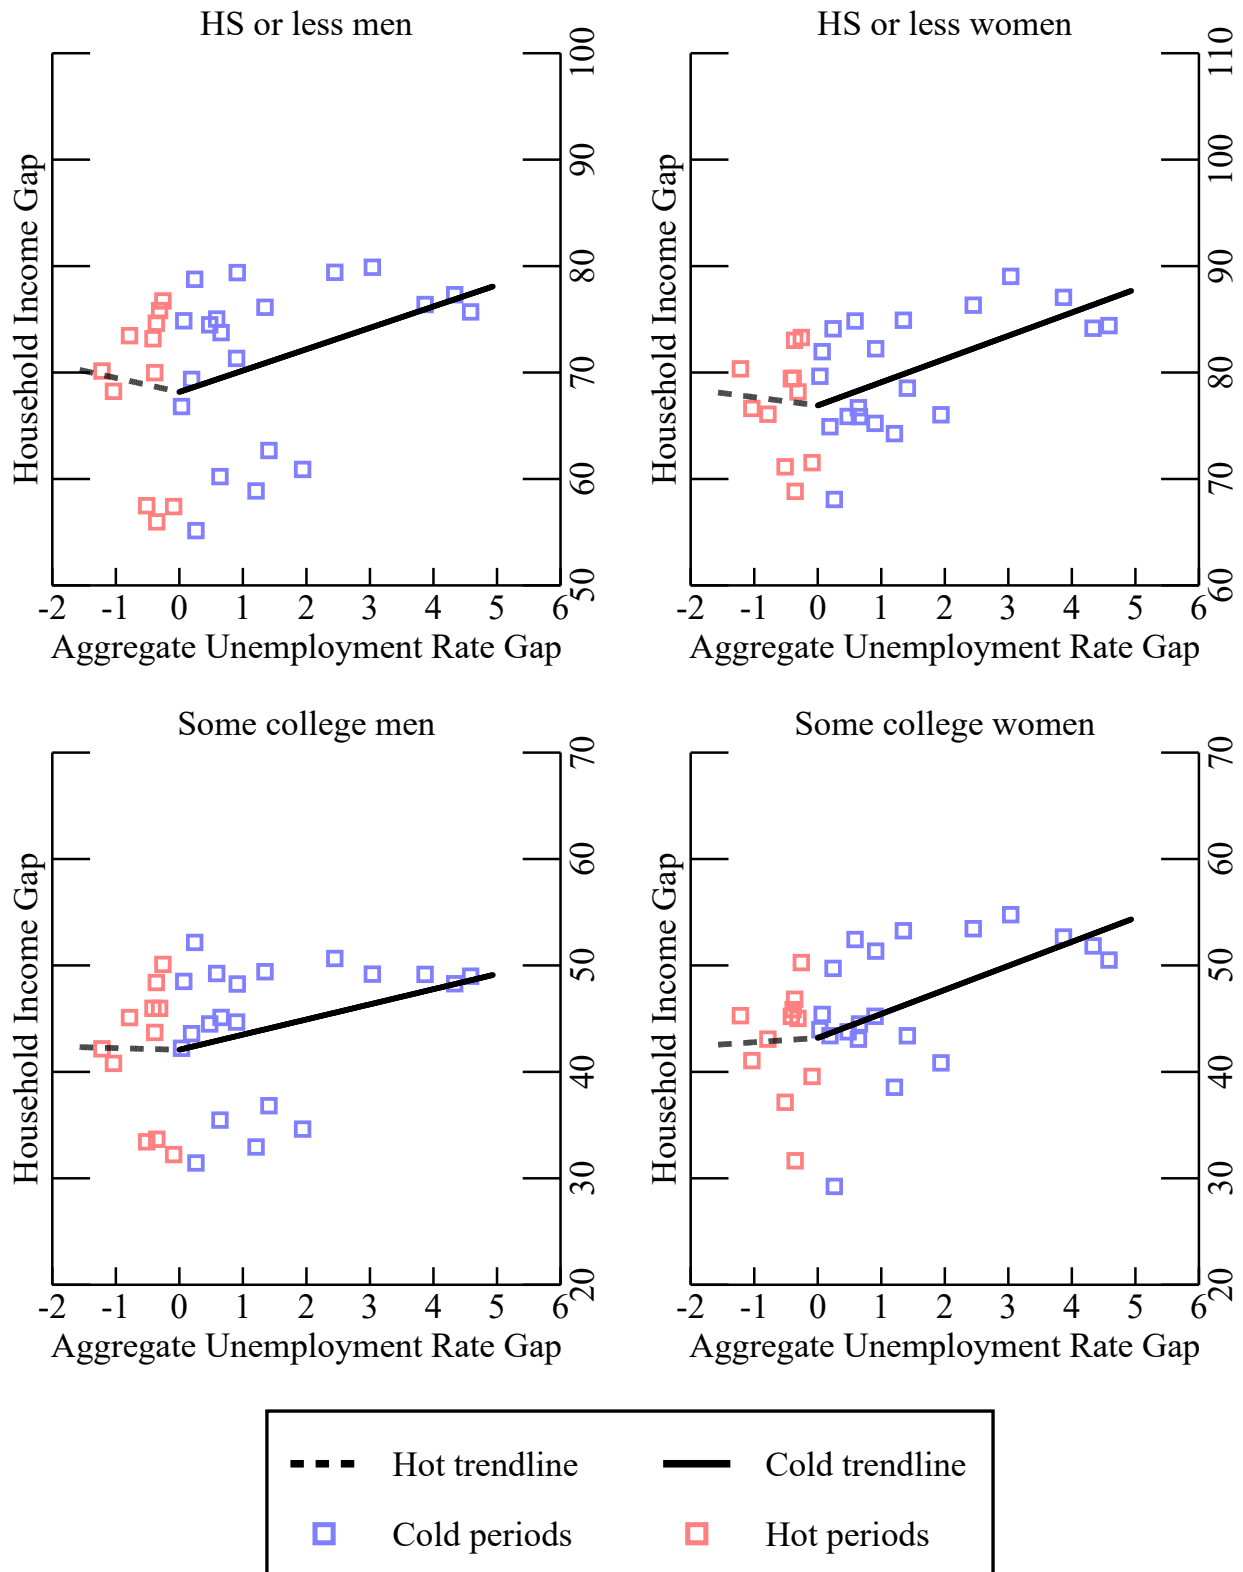 HS or less men
HS or less women
Household Income Gap
100
90
80
70
60
50
-2 -1 0 1 2 3 4 5 6
Aggregate Unemployment Rate Gap
Household Income Gap
110
100
90
80
70
60
-2 -1 0 1 2 3 4 5 6
Aggregate Unemployment Rate Gap
Some college men
Some college women
Household Income Gap
70
60
50
40
30
20
-2 -1 0 1 2 3 4 5 6
Aggregate Unemployment Rate Gap
Household Income Gap
70
60
50
40
30
20
-2 -1 0 1 2 3 4 5 6
Aggregate Unemployment Rate Gap
Hot trendline
Cold trendline
Cold periods
Hot periods